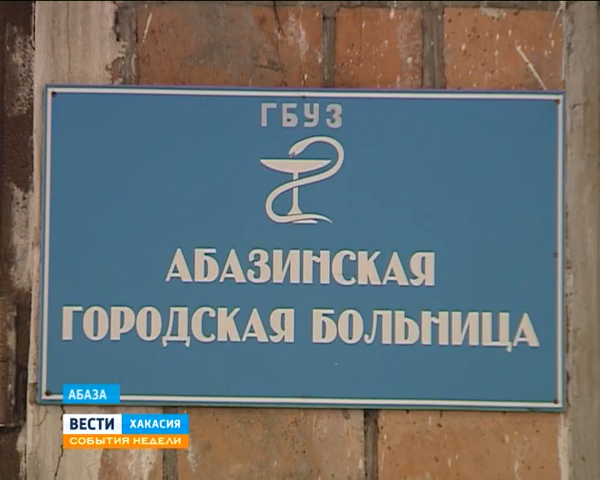 ГБУЗ
АБАЗИНСКАЯ
ГОРОДСКАЯ БОЛЬНИЦА
АБАЗА
ВЕСТИ ХАКАСИЯ
СОБЫТИЯ НЕДЕЛИ